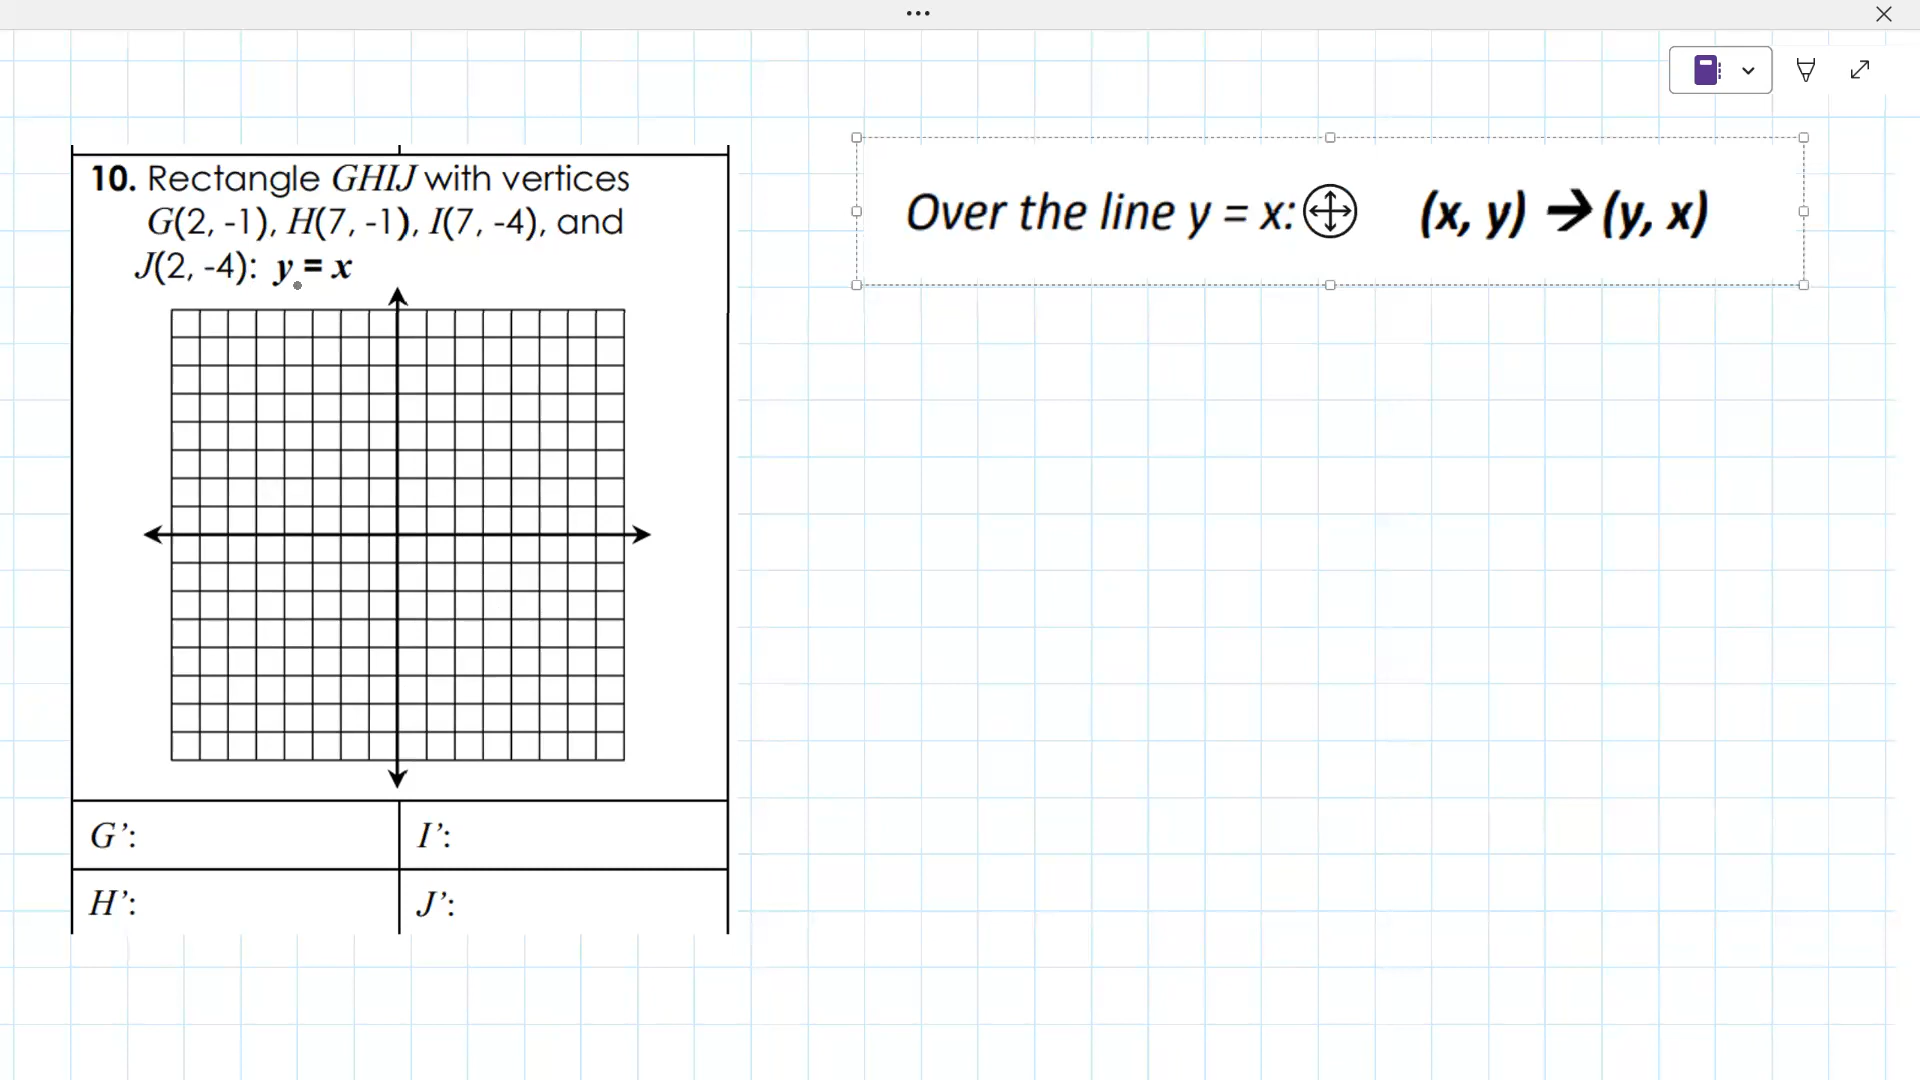 10. Rectangle GHIJ with vertices
G(2, -1), H(7, -1), I(7, -4), and
J(2, -4): y = x
G’:
I’:
H’:
J’:
Over the line y = x: (x, y) → (y, x)